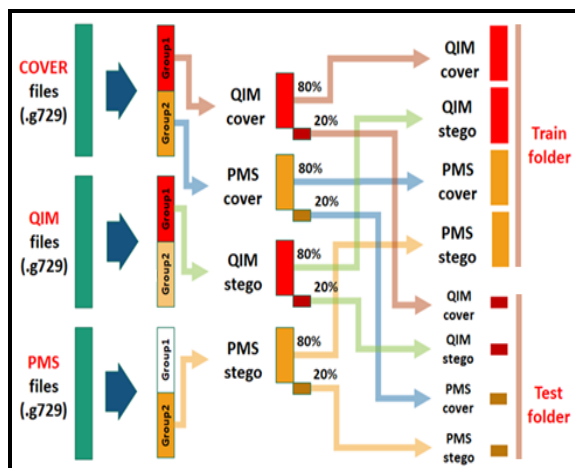 COVER
files
(.g729)
Group1
Group2
QIM
files
(.g729)
Group1
Group2
PMS
files
(.g729)
Group1
Group2
QIM
cover
80%
20%
PMS
cover
80%
20%
QIM
stego
80%
20%
PMS
stego
80%
20%
QIM
cover
QIM
stego
PMS
cover
PMS
stego
Train
folder
QIM
cover
QIM
stego
PMS
cover
PMS
stego
Test
folder